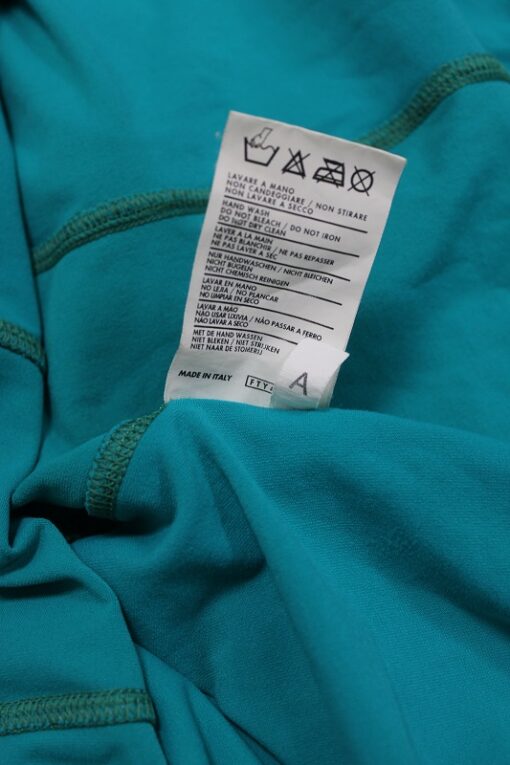 LAVARE A MANO
NON CANDEGGIARE / NON STIRARE
NON LAVARE A SECCO
HAND WASH
DO NOT BLEACH / DO NOT IRON
DO NOT DRY CLEAN
LAVER A LA MAIN
NE PAS BLANCHIR / NE PAS REPASSER
NE PAS LAVER A SEC
NUR HANDWASCHEN / NICHT BLEICHEN
NICHT BÜGELN
NICHT CHEMISCH REINIGEN
LAVAR EN MANO
NO LEJIA / NO PLANCAR
NO LIMPIAR EN SECO
LAVAR A MAO
NÃO USAR LIXIVIA / NÃO PASSAR A FERRO
NÃO LAVAR A SECO
MET DE HAND WASSEN
NIET BLEKEN / NIET STRIJKEN
NIET NAAR DE STOMERIJ
MADE IN ITALY
FTY
A